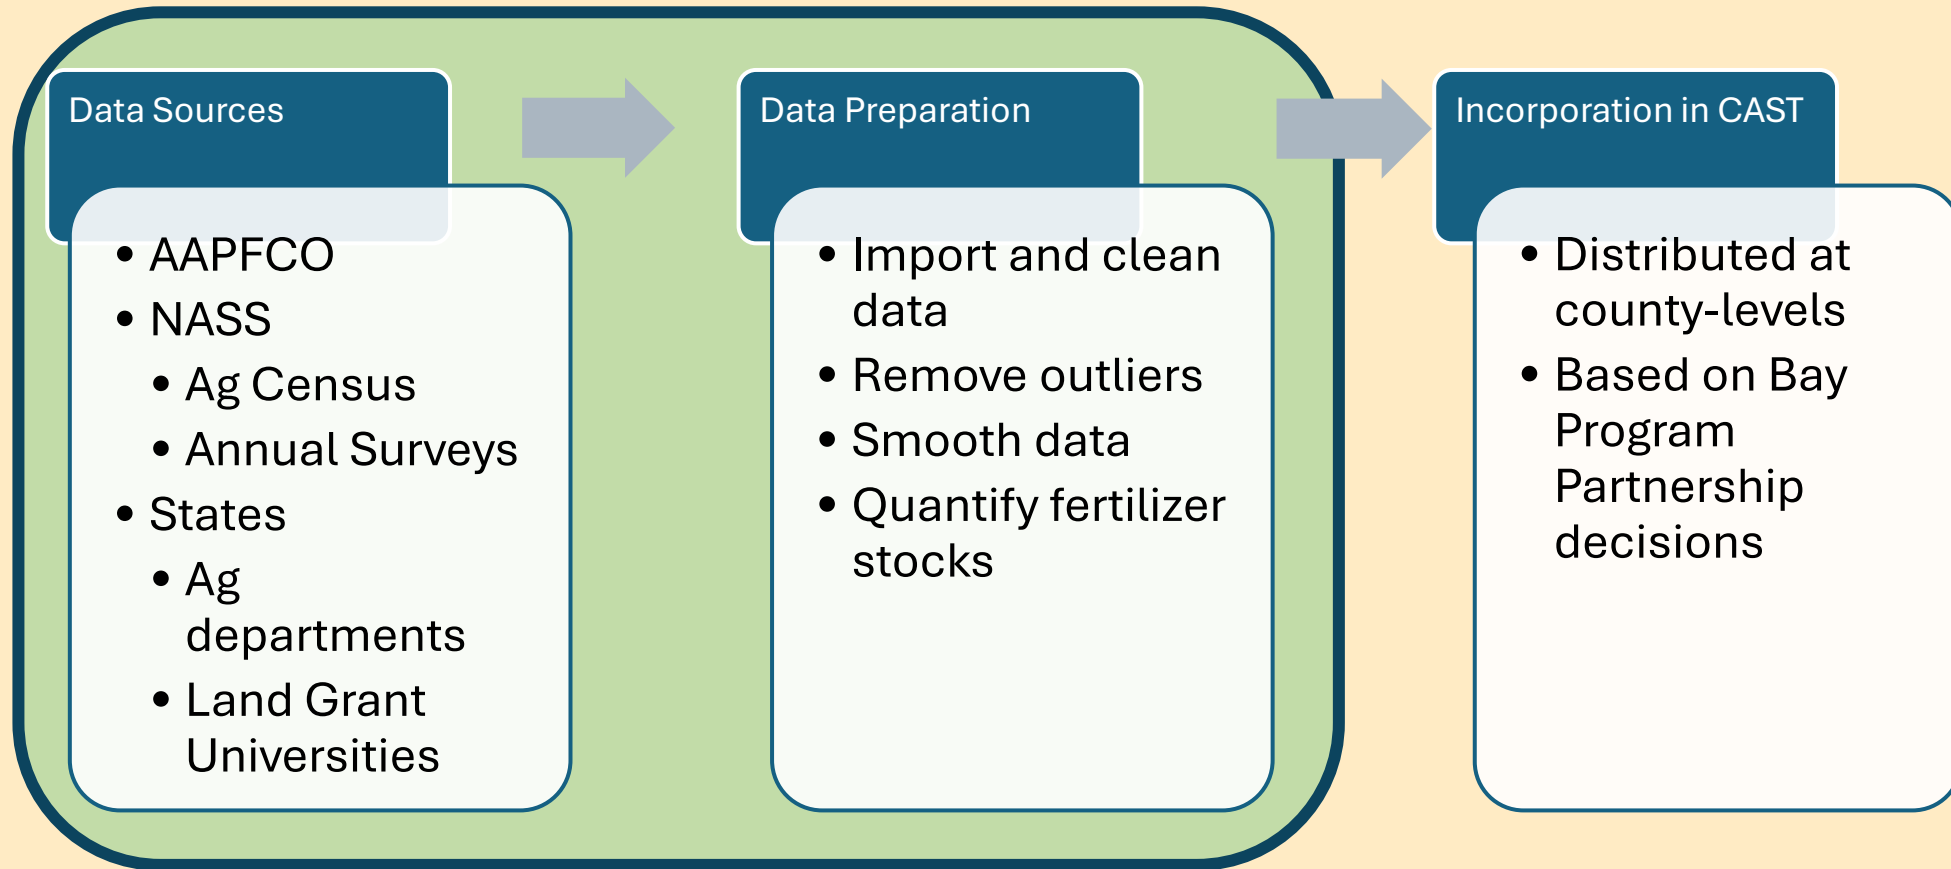 Data Sources
• AAPFCO
• NASS
• Ag Census
• Annual Surveys
• States
• Ag
departments
• Land Grant
Universities
Data Preparation
• Import and clean
data
• Remove outliers
• Smooth data
• Quantify fertilizer
stocks
Incorporation in CAST
• Distributed at
county-levels
• Based on Bay
Program
Partnership
decisions